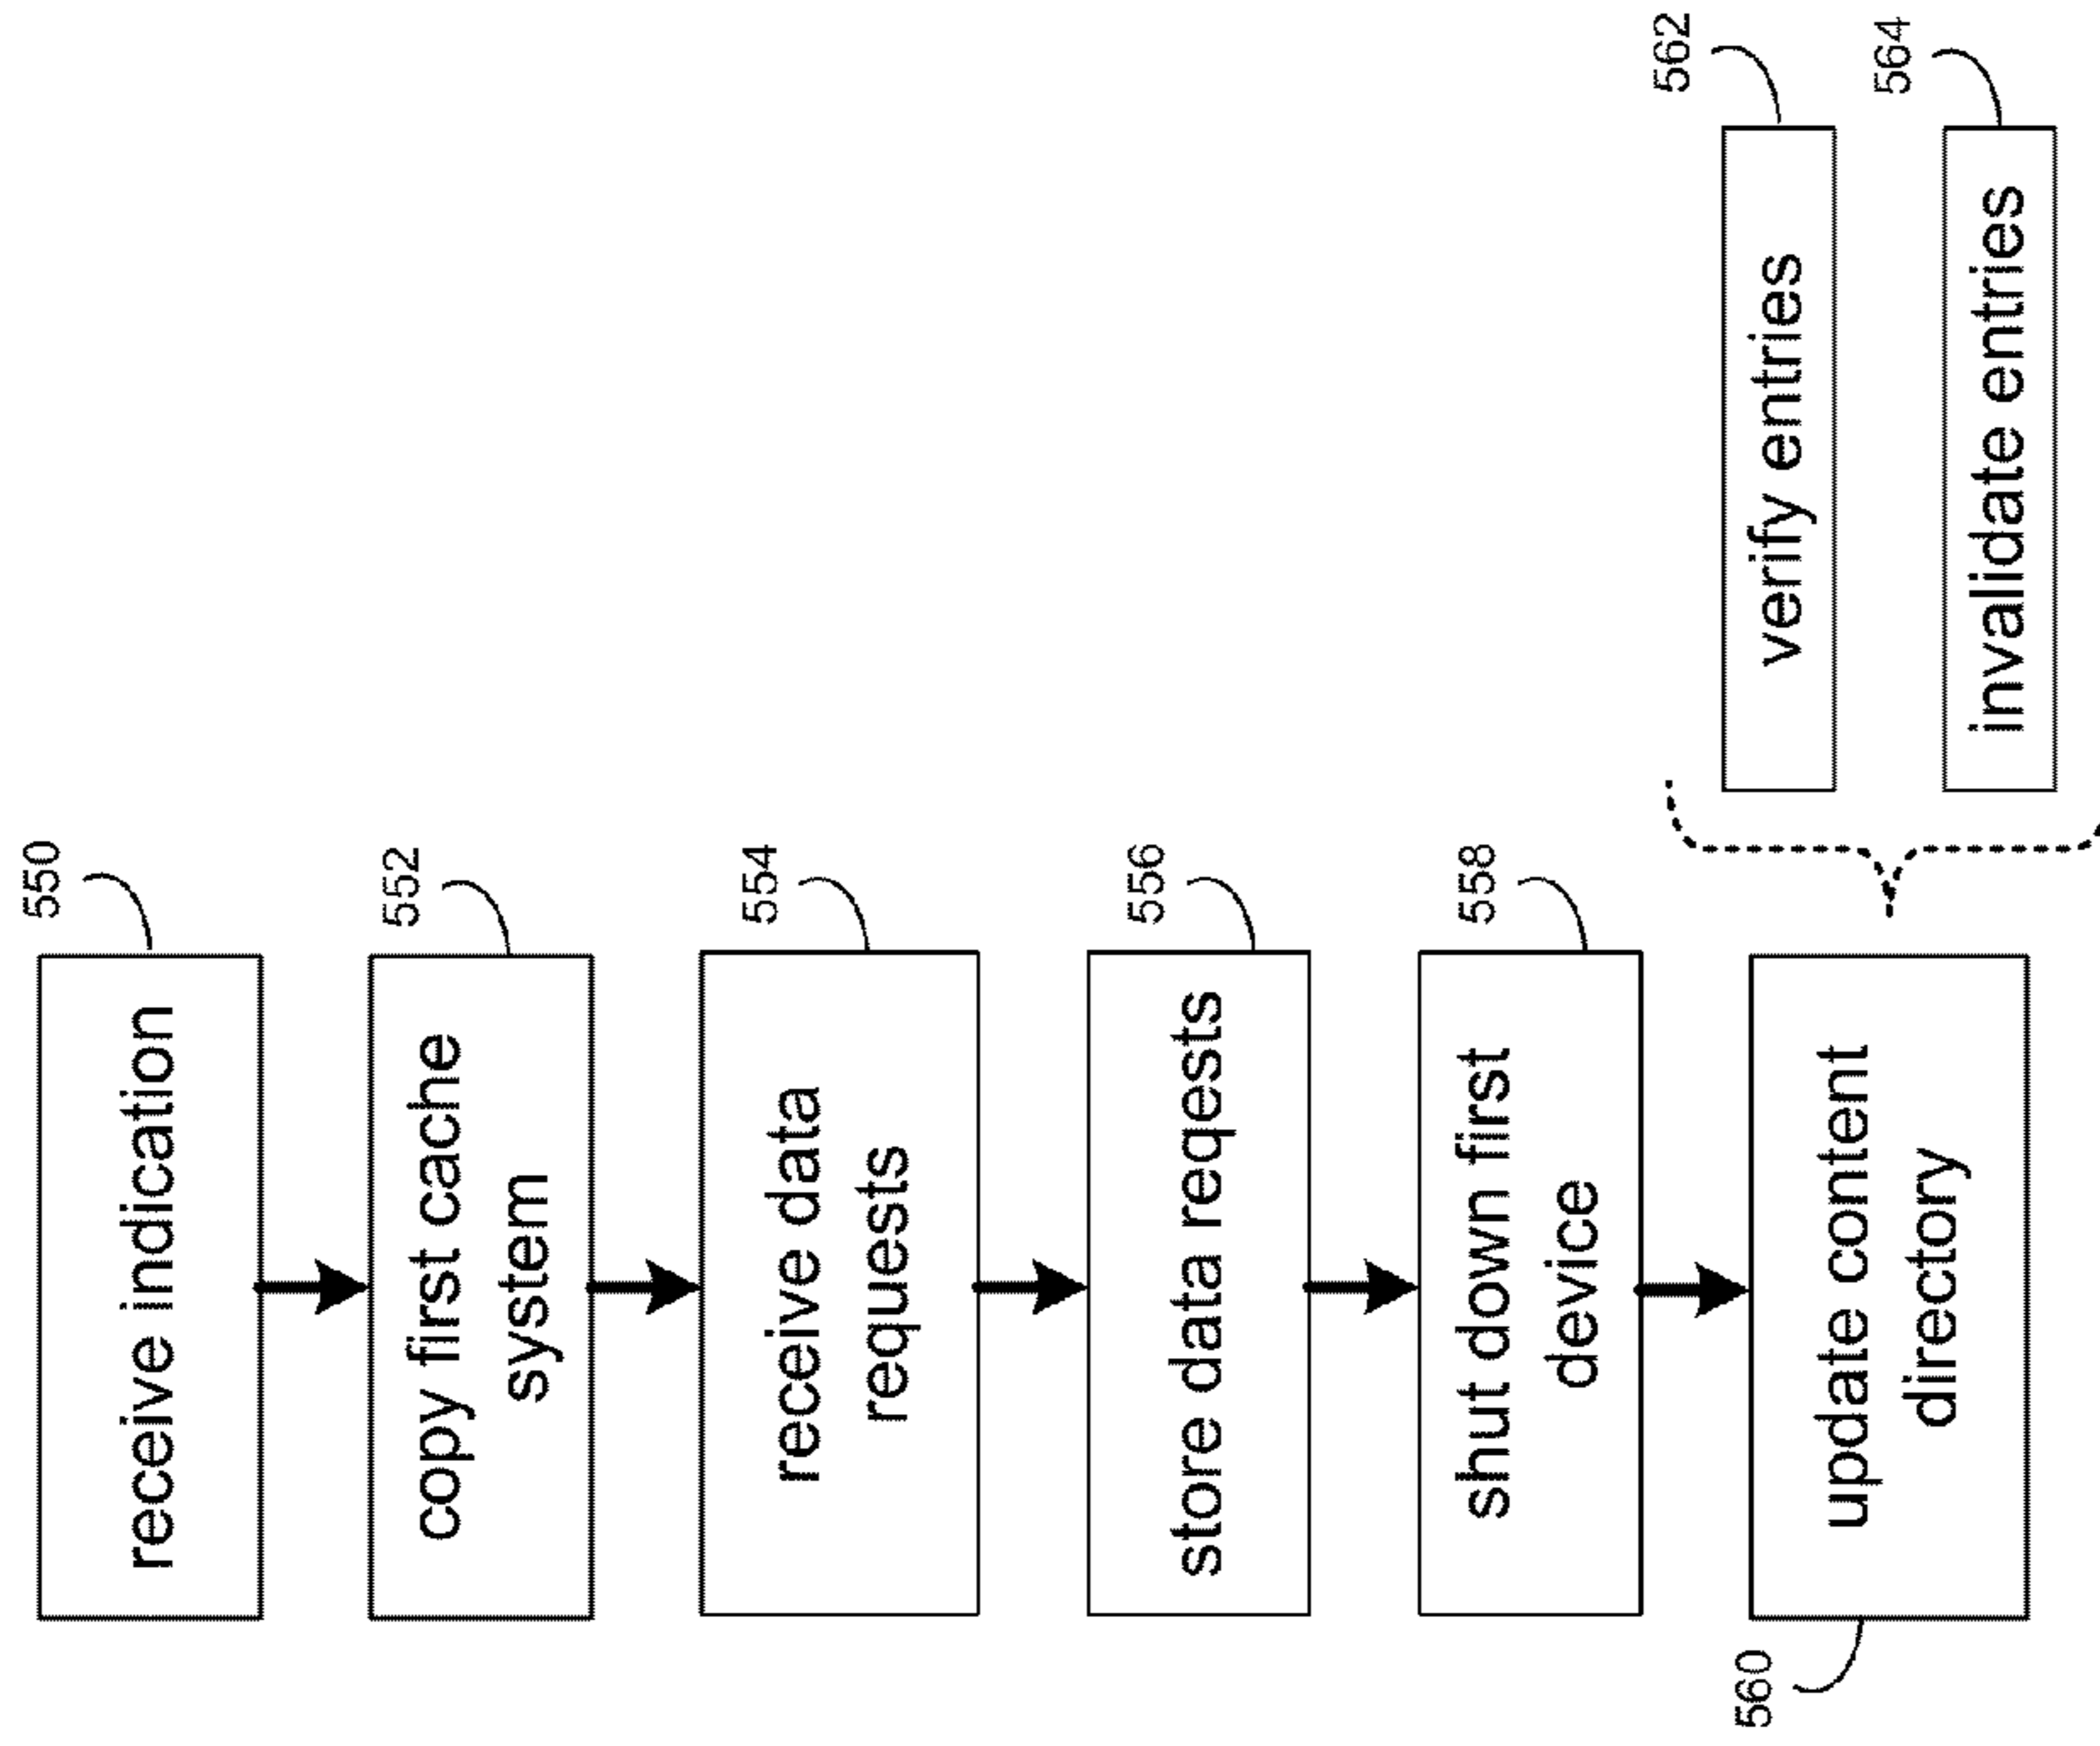 550
receive indication
552
copy first cache
system
554
receive data
requests
556
store data reqests
558
shut down first
device
560
update content
directory
562
verify entries
564
invalidate entries